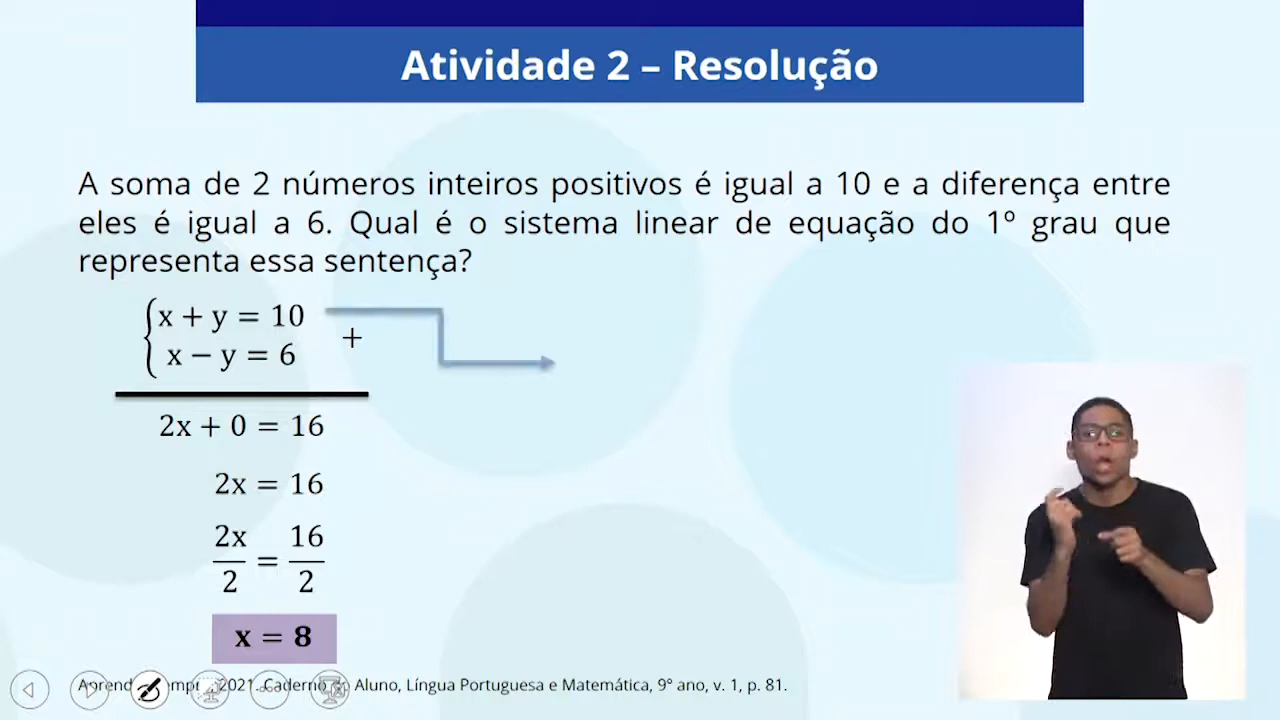 Atividade 2 – Resolução
A soma de 2 números inteiros positivos é igual a 10 e a diferença entre
eles é igual a 6. Qual é o sistema linear de equação do 1º grau que
representa essa sentença?
x + y = 10
x − y = 6
+
2x + 0 = 16
2x = 16
2x/2 = 16/2
x = 8
2021. Caderno Aluno, Língua Portuguesa e Matemática, 9º ano, v. 1, p. 81.